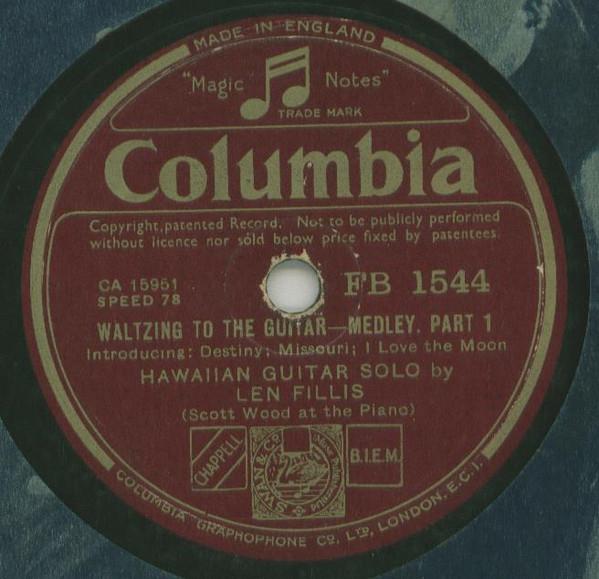 MADE IN ENGLAND
"Magic Notes"
TRADE MARK
Columbia
Copyright, patented Record. Not to be publicly performed
without licence nor sold below price fixed by patentees.
CA 15951
SPEED 78
FB 1544
WALTZING TO THE GUITAR—MEDLEY. PART 1
Introducing: Destiny; Missouri; I Love the Moon
HAWAIIAN GUITAR SOLO by
LEN FILLIS
(Scott Wood at the Piano)
CHAPPELL
SWAN & CO
B.I.E.M.
COLUMBIA GRAPHOPHONE CO. LTD, LONDON, E.C.1.